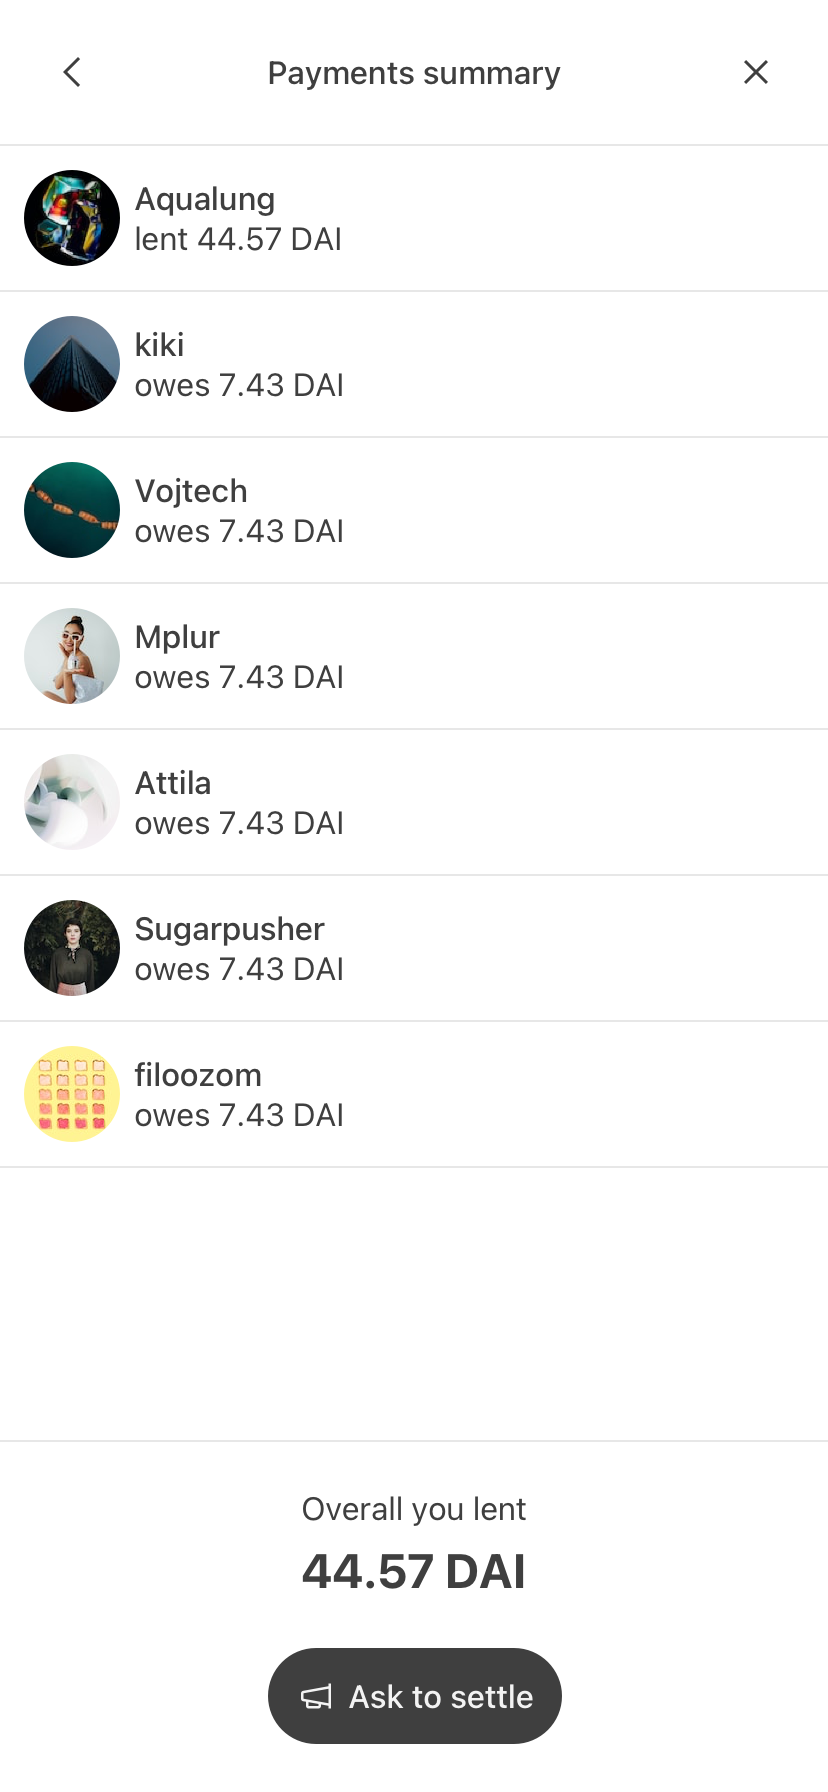 Payments summary
Aqualung
lent 44.57 DAI
kiki
owes 7.43 DAI
Vojtech
owes 7.43 DAI
Mplur
owes 7.43 DAI
Attila
owes 7.43 DAI
Sugarpusher
owes 7.43 DAI
filoozom
owes 7.43 DAI
Overall you lent
44.57 DAI
Ask to settle